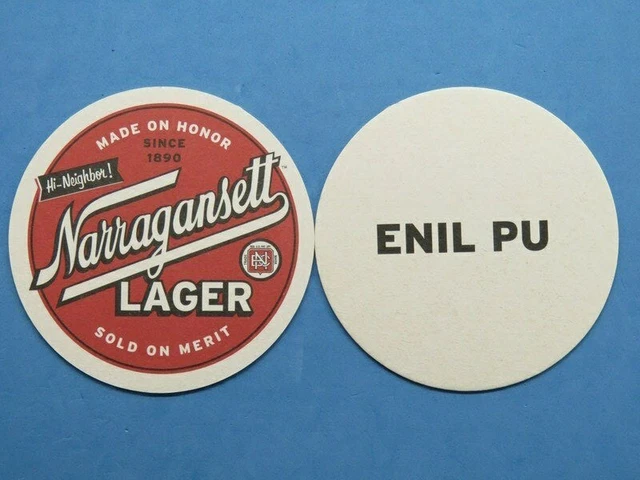 MADE ON HONOR
SINCE
1890
Hi-Neighbor!
Narragansett
LAGER
SOLD ON MERIT
ENIL PU